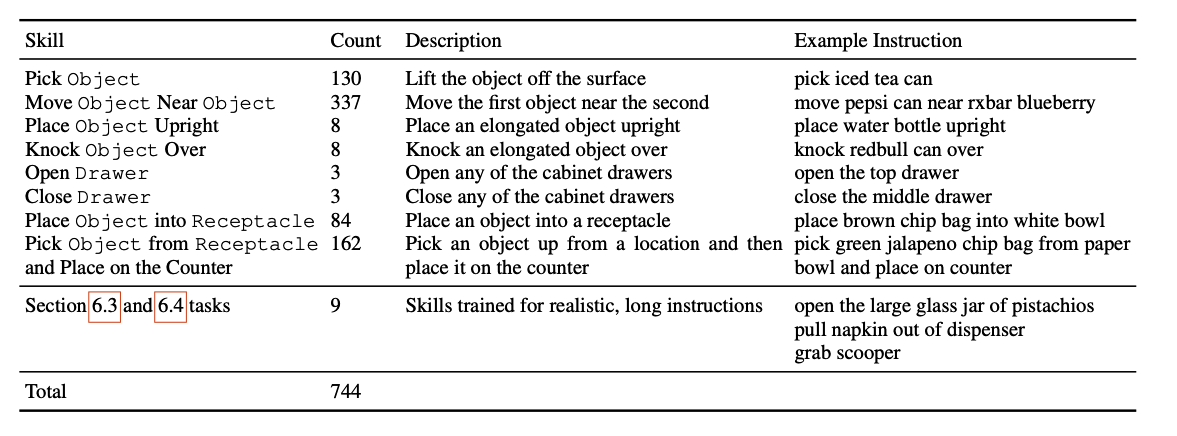 Skill Count Description Example Instruction
Pick Object 130 Lift the object off the surface pick iced tea can
Move Object Near Object 337 Move the first object near the second move pepsi can near rxbar blueberry
Place Object Upright 8 Place an elongated object upright place water bottle upright
Knock Object Over 8 Knock an elongated object over knock redbull can over
Open Drawer 3 Open any of the cabinet drawers open the top drawer
Close Drawer 3 Close any of the cabinet drawers close the middle drawer
Place Object into Receptacle 84 Place an object into a receptacle place brown chip bag into white bowl
Pick Object from Receptacle 162 Pick an object up from a location and then pick green jalapeno chip bag from paper
and Place on the Counter place it on the counter bowl and place on counter
Section 6.3 and 6.4 tasks 9 Skills trained for realistic, long instructions open the large glass jar of pistachios
pull napkin out of dispenser
grab scooper
Total 744